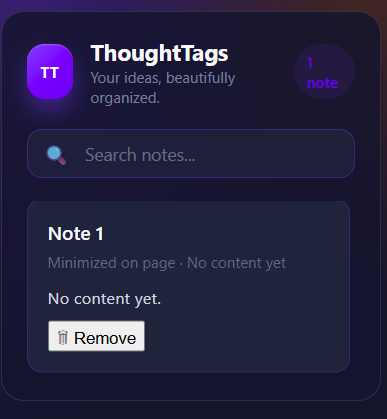 TT
ThoughtTags
Your ideas, beautifully
organized.
1
note
Search notes...
Note 1
Minimized on page · No content yet
No content yet.
Remove